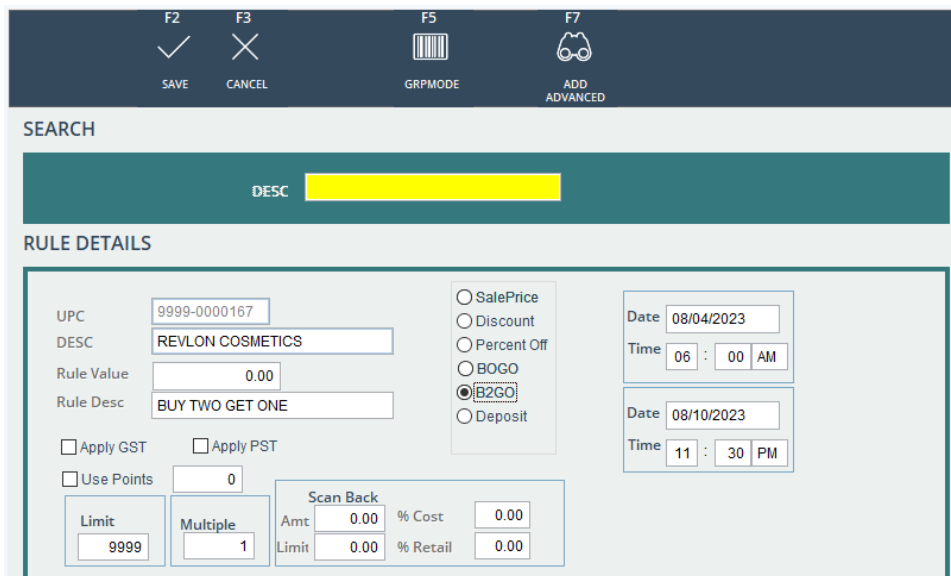 F2 F3 F5 F7
SAVE CANCEL GRPMODE ADD
ADVANCED
SEARCH
DESC
RULE DETAILS
UPC 9999-0000167
DESC REVLON COSMETICS
Rule Value 0.00
Rule Desc BUY TWO GET ONE
Apply GST Apply PST
Use Points 0
Limit
9999
Multiple
1
Scan Back
Amt 0.00 % Cost 0.00
Limit 0.00 % Retail 0.00
SalePrice
Discount
Percent Off
BOGO
B2GO
Deposit
Date 08/04/2023
Time 06 : 00 AM
Date 08/10/2023
Time 11 : 30 PM